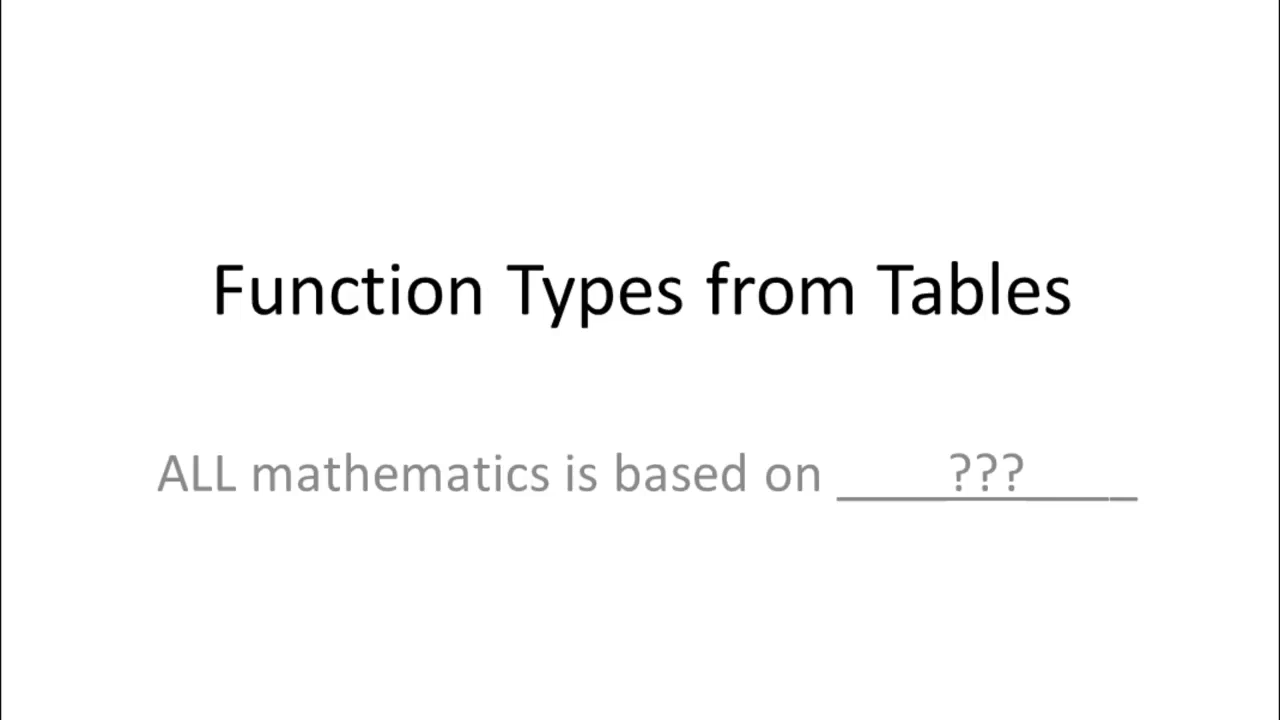 Function Types from Tables
ALL mathematics is based on ____???____